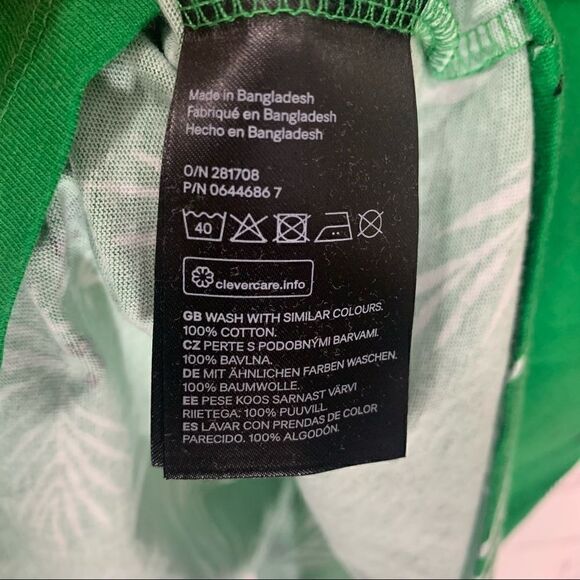 Made in Bangladesh
Fabriqué en Bangladesh
Hecho en Bangladesh
O/N 281708
P/N 0644686 7
40
clevercare.info
GB WASH WITH SIMILAR COLOURS.
100% COTTON.
CZ PERTE S PODOBNÝMI BARVAMI.
100% BAVLNA.
DE MIT ÄHNLICHEN FARBEN WASCHEN.
100% BAUMWOLLE.
EE PESE KOOS SARNAST VÄRVI
RIIETEGA. 100% PUUVILL.
ES LAVAR CON PRENDAS DE COLOR
PARECIDO. 100% ALGODÓN.